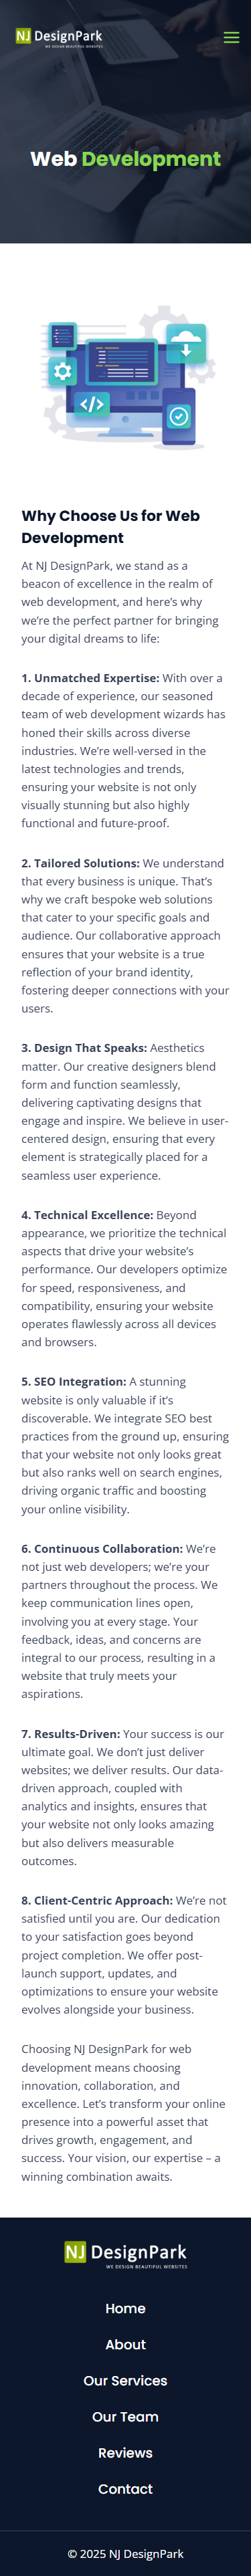 NJ DesignPark
WE DESIGN BEAUTIFUL WEBSITES
Web Development
Why Choose Us for Web
Development
At NJ DesignPark, we stand as a
beacon of excellence in the realm of
web development, and here's why
we're the perfect partner for bringing
your digital dreams to life:
1. Unmatched Expertise: With over a
decade of experience, our seasoned
team of web development wizards has
honed their skills across diverse
industries. We're well-versed in the
latest technologies and trends,
ensuring your website is not only
visually stunning but also highly
functional and future-proof.
2. Tailored Solutions: We understand
that every business is unique. That's
why we craft bespoke web solutions
that cater to your specific goals and
audience. Our collaborative approach
ensures that your website is a true
reflection of your brand identity,
fostering deeper connections with your
users.
3. Design That Speaks: Aesthetics
matter. Our creative designers blend
form and function seamlessly,
delivering captivating designs that
engage and inspire. We believe in user-
centered design, ensuring that every
element is strategically placed for a
seamless user experience.
4. Technical Excellence: Beyond
appearance, we prioritize the technical
aspects that drive your website's
performance. Our developers optimize
for speed, responsiveness, and
compatibility, ensuring your website
operates flawlessly across all devices
and browsers.
5. SEO Integration: A stunning
website is only valuable if it's
discoverable. We integrate SEO best
practices from the ground up, ensuring
that your website not only looks great
but also ranks well on search engines,
driving organic traffic and boosting
your online visibility.
6. Continuous Collaboration: We're
not just web developers; we're your
partners throughout the process. We
keep communication lines open,
involving you at every stage. Your
feedback, ideas, and concerns are
integral to our process, resulting in a
website that truly meets your
aspirations.
7. Results-Driven: Your success is our
ultimate goal. We don't just deliver
websites; we deliver results. Our data-
driven approach, coupled with
analytics and insights, ensures that
your website not only looks amazing
but also delivers measurable
outcomes.
8. Client-Centric Approach: We're not
satisfied until you are. Our dedication
to your satisfaction goes beyond
project completion. We offer post-
launch support, updates, and
optimizations to ensure your website
evolves alongside your business.
Choosing NJ DesignPark for web
development means choosing
innovation, collaboration, and
excellence. Let's transform your online
presence into a powerful asset that
drives growth, engagement, and
success. Your vision, our expertise – a
winning combination awaits.
NJ DesignPark
WE DESIGN BEAUTIFUL WEBSITES
Home
About
Our Services
Our Team
Reviews
Contact
© 2025 NJ DesignPark